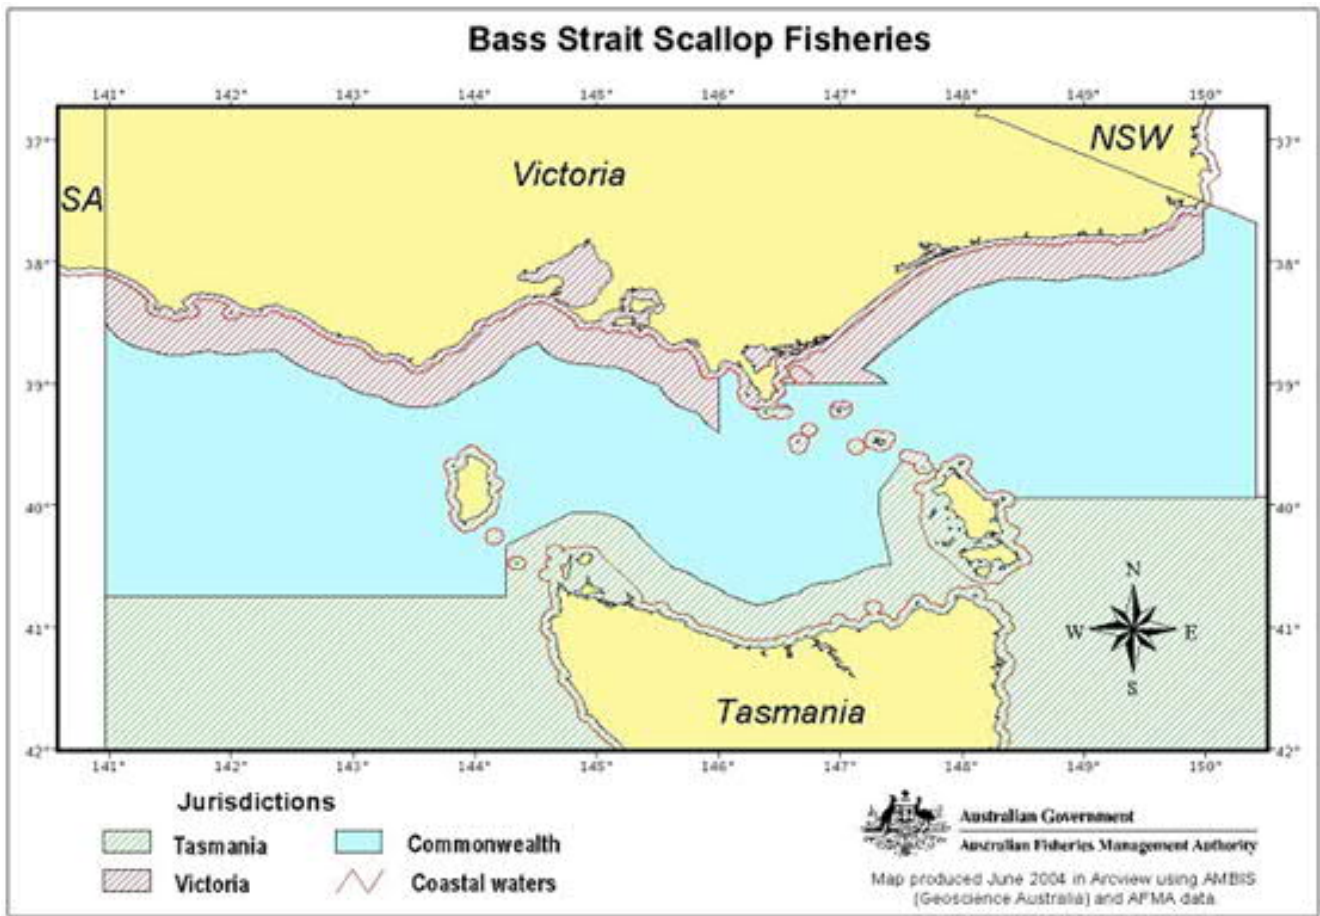 Bass Strait Scallop Fisheries
141° 142° 143° 144° 145° 146° 147° 148° 149° 150°
37° 37°
NSW
Victoria
SA
38° 38°
39° 39°
40° 40°
N
41° W E 41°
S
Tasmania
42° 42°
141° 142° 143° 144° 145° 146° 147° 148° 149° 150°
Jurisdictions
Tasmania Commonwealth
Victoria Coastal waters
Australian Government
Australian Fisheries Management Authority
Map produced June 2004 in Arcview using AMBIS
(Geoscience Australia) and AFMA data.